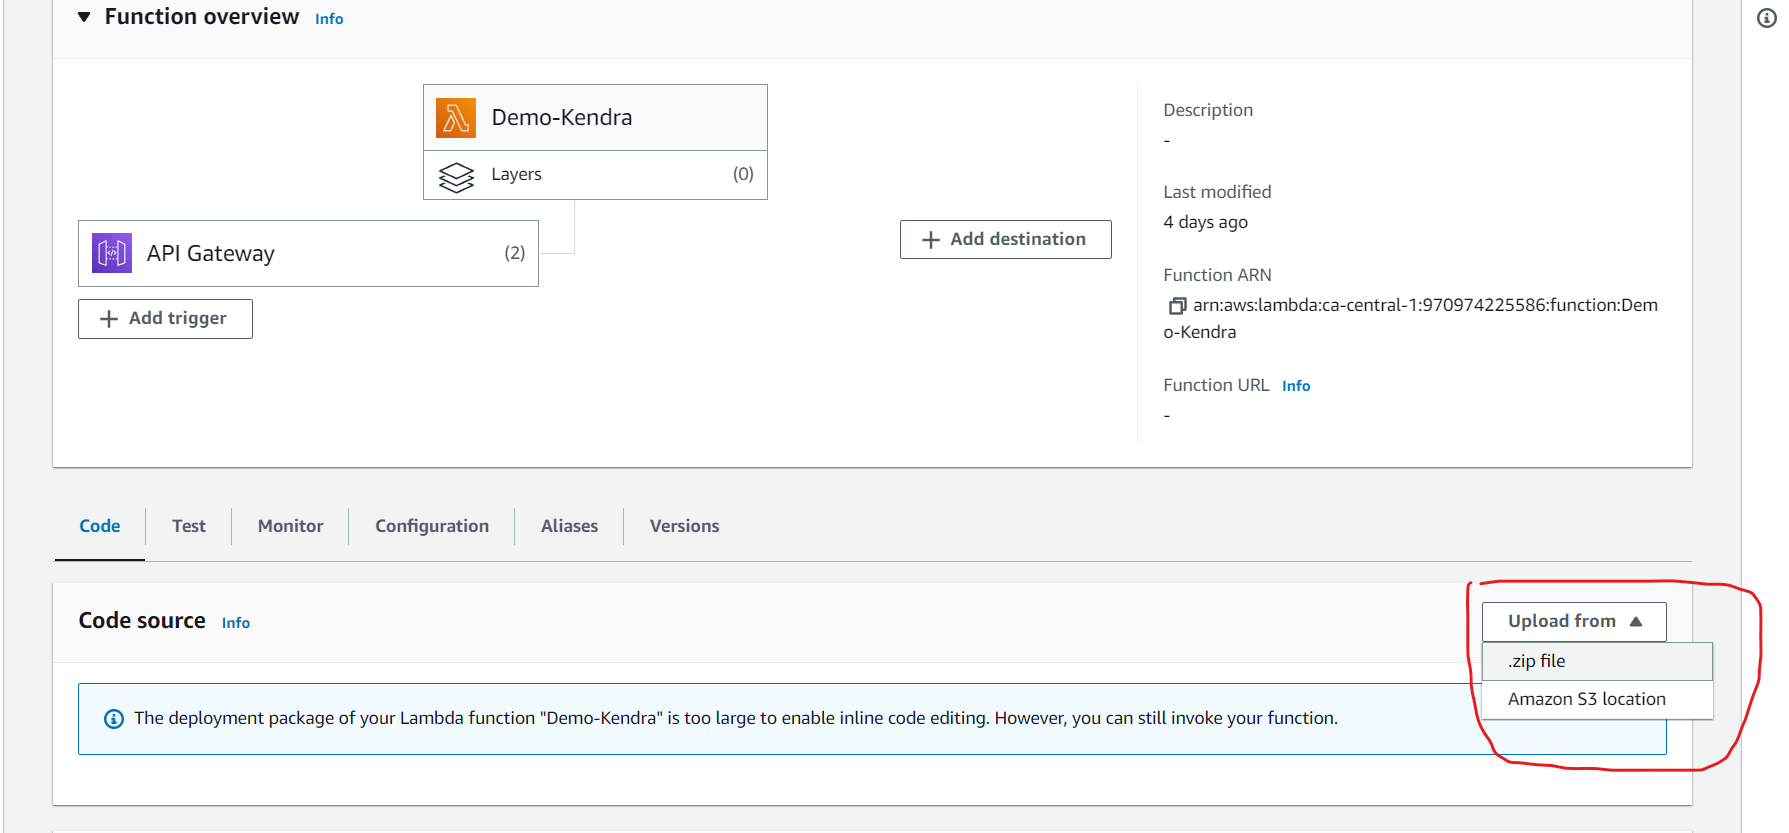 Function overview Info
Demo-Kendra
Layers (0)
API Gateway (2)
Add trigger
Add destination
Description
-
Last modified
4 days ago
Function ARN
arn:aws:lambda:ca-central-1:970974225586:function:Dem
o-Kendra
Function URL Info
-
Code Test Monitor Configuration Aliases Versions
Code source Info
Upload from
.zip file
Amazon S3 location
The deployment package of your Lambda function "Demo-Kendra" is too large to enable inline code editing. However, you can still invoke your function.